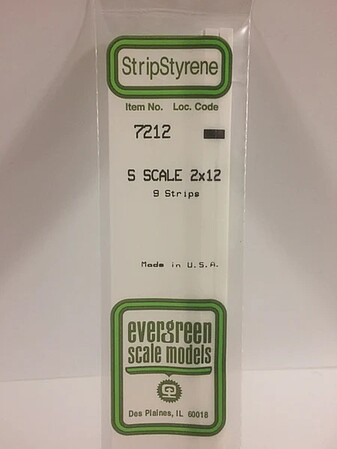 StripStyrene
Item No. Loc. Code
7212
S SCALE 2x12
9 Strips
Made in U.S.A.
evergreen
scale models
Des Plaines, IL 60018